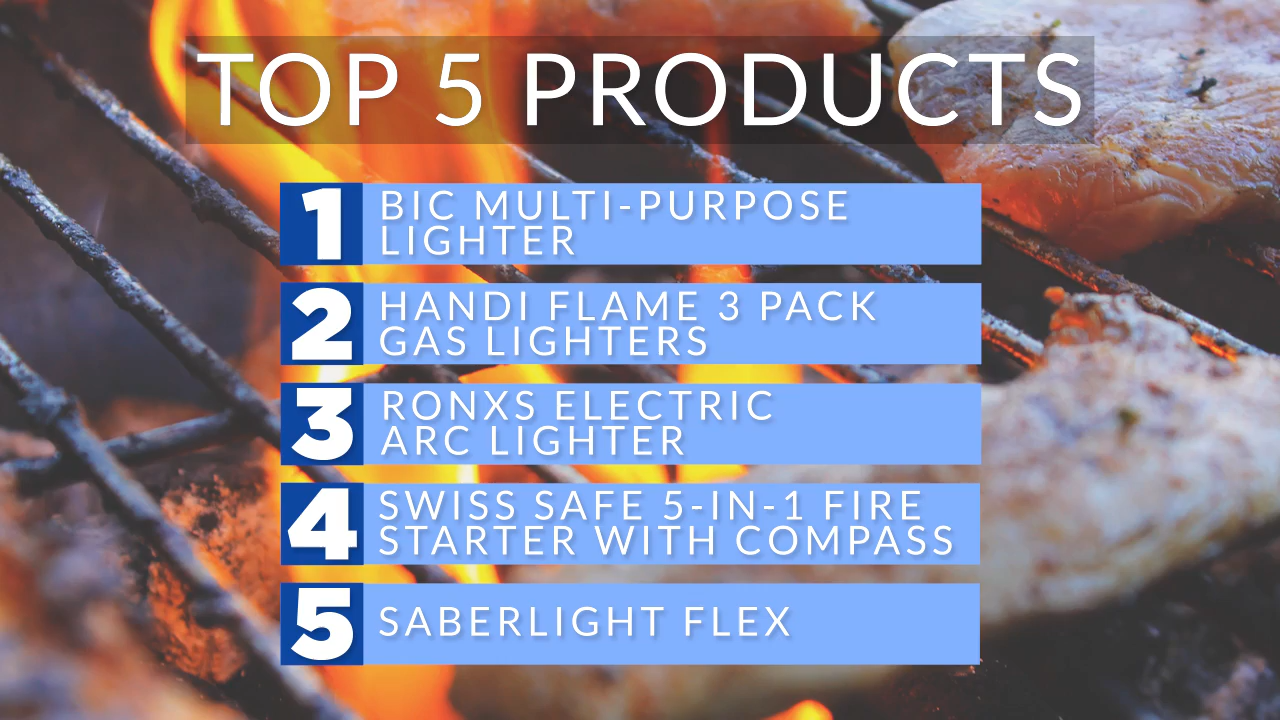 TOP 5 PRODUCTS
1 BIC MULTI-PURPOSE
LIGHTER
2 HANDI FLAME 3 PACK
GAS LIGHTERS
3 RONXS ELECTRIC
ARC LIGHTER
4 SWISS SAFE 5-IN-1 FIRE
STARTER WITH COMPASS
5 SABERLIGHT FLEX